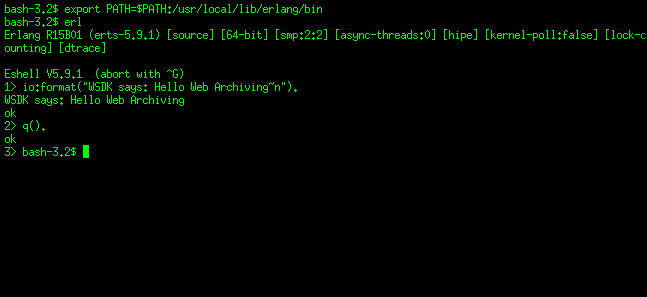 bash-3.2$ export PATH=$PATH:/usr/local/lib/erlang/bin
bash-3.2$ erl
Erlang R15B01 (erts-5.9.1) [source] [64-bit] [smp:2:2] [async-threads:0] [hipe] [kernel-poll:false] [lock-c
ounting] [dtrace]
Eshell V5.9.1  (abort with ^G)
1> io:format("WSDK says: Hello Web Archiving~n").
WSDK says: Hello Web Archiving
ok
2> q().
ok
3> bash-3.2$